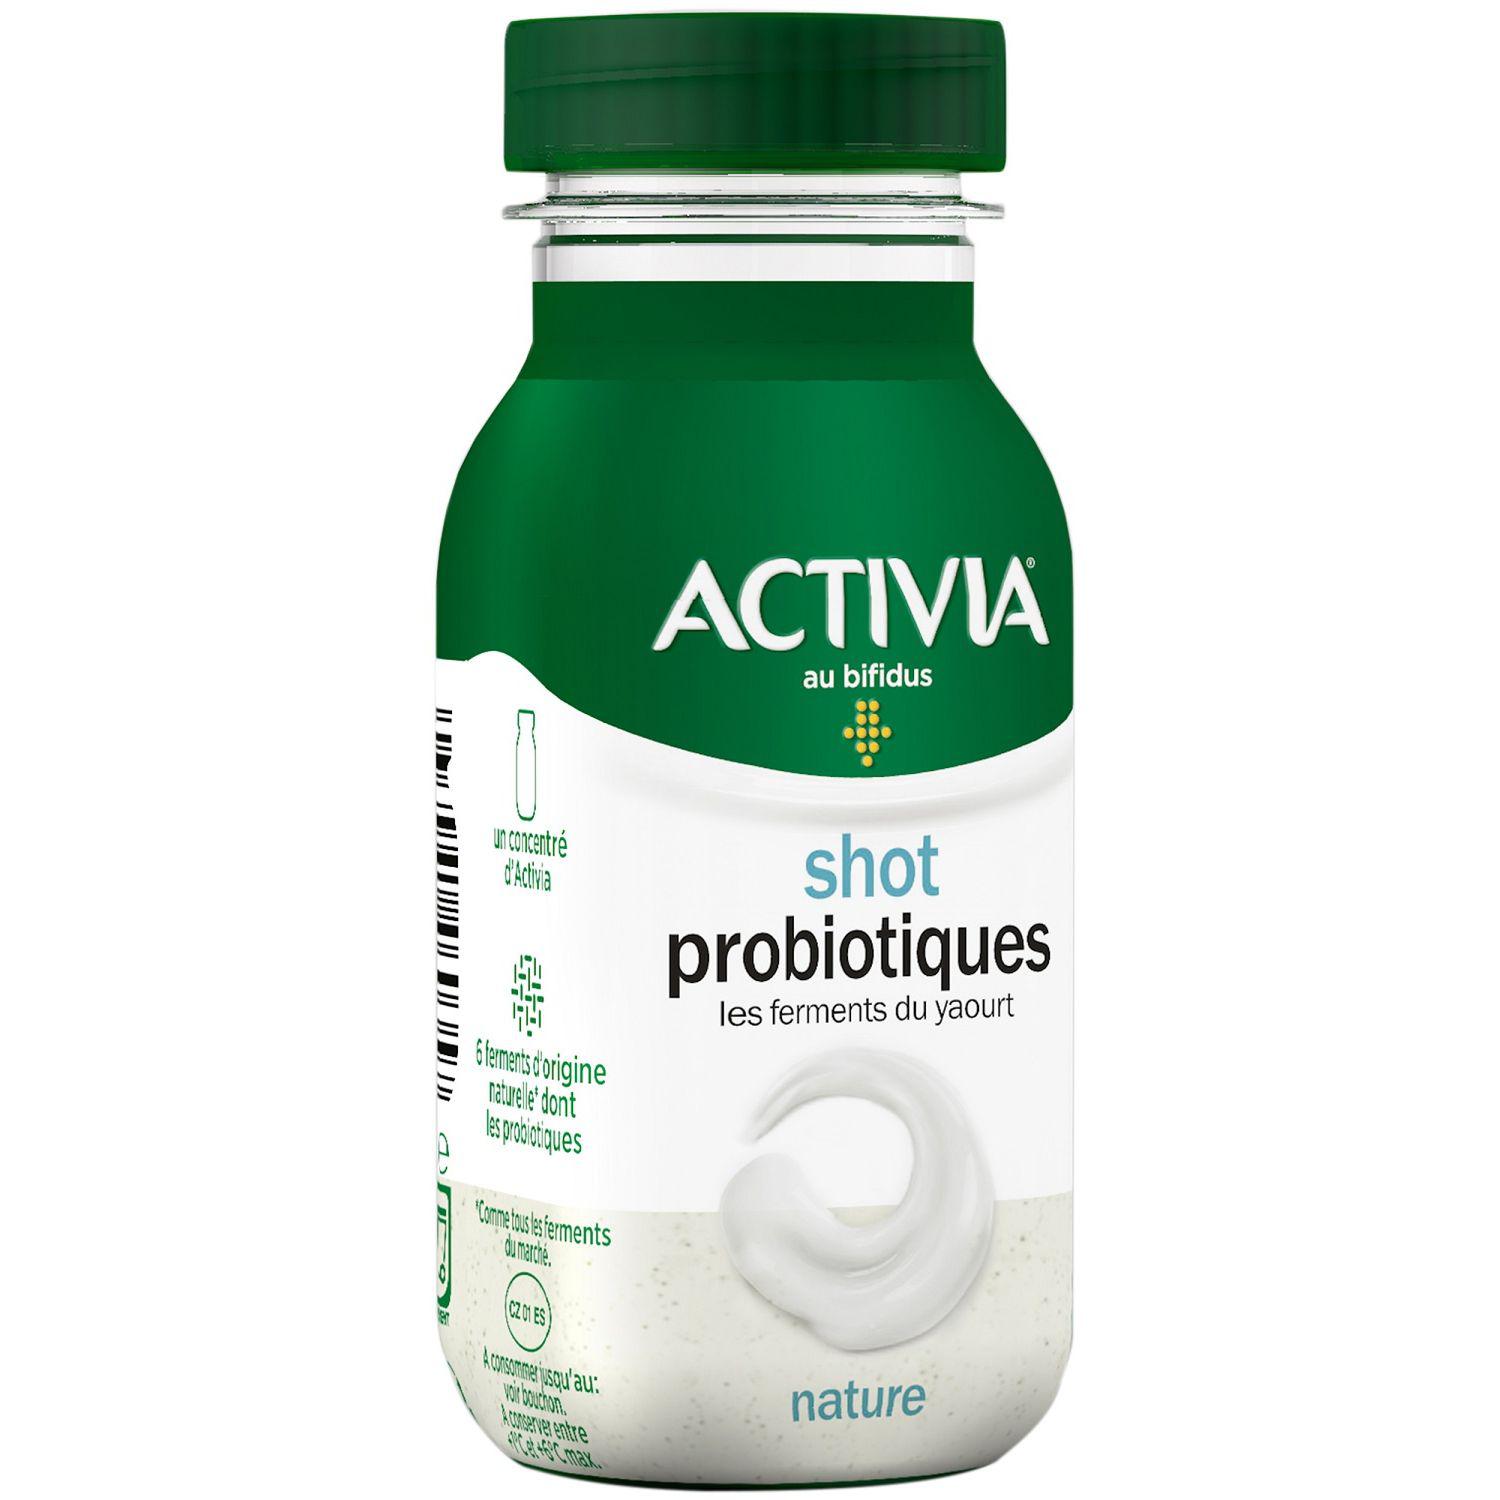 ACTIVIA®
au bifidus
shot
probiotiques
les ferments du yaourt
nature
un concentré
d'Activia
6 ferments d'origine
naturelle* dont
les probiotiques
*Comme tous les ferments
du marché.
CZ 01 ES
A consommer jusqu'au:
voir bouchon.
A conserver entre
+1°C et +6°C max.
e